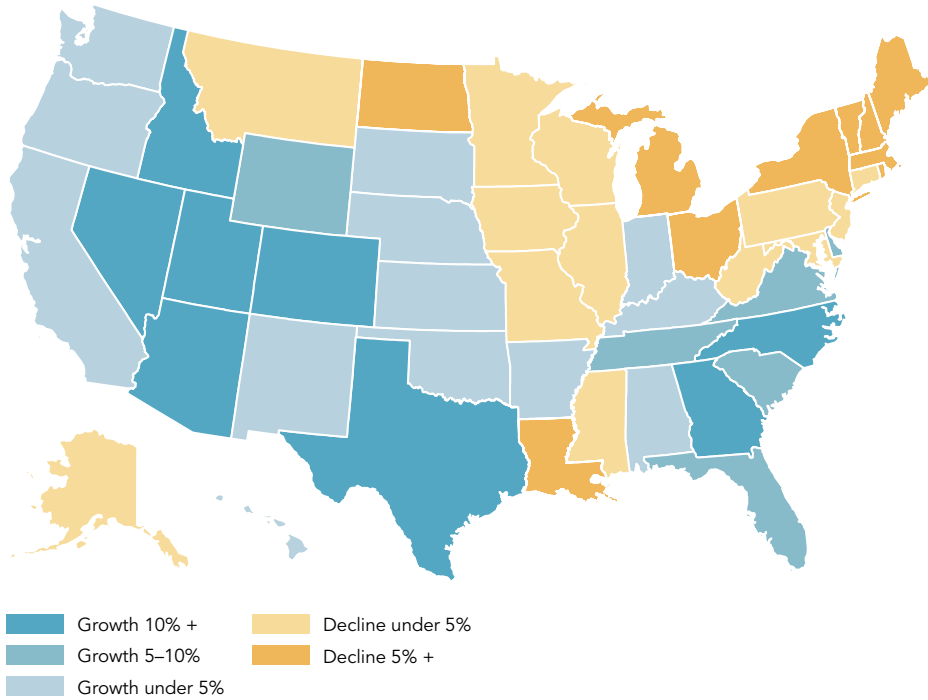 Growth 10% +
Growth 5–10%
Growth under 5%
Decline under 5%
Decline 5% +